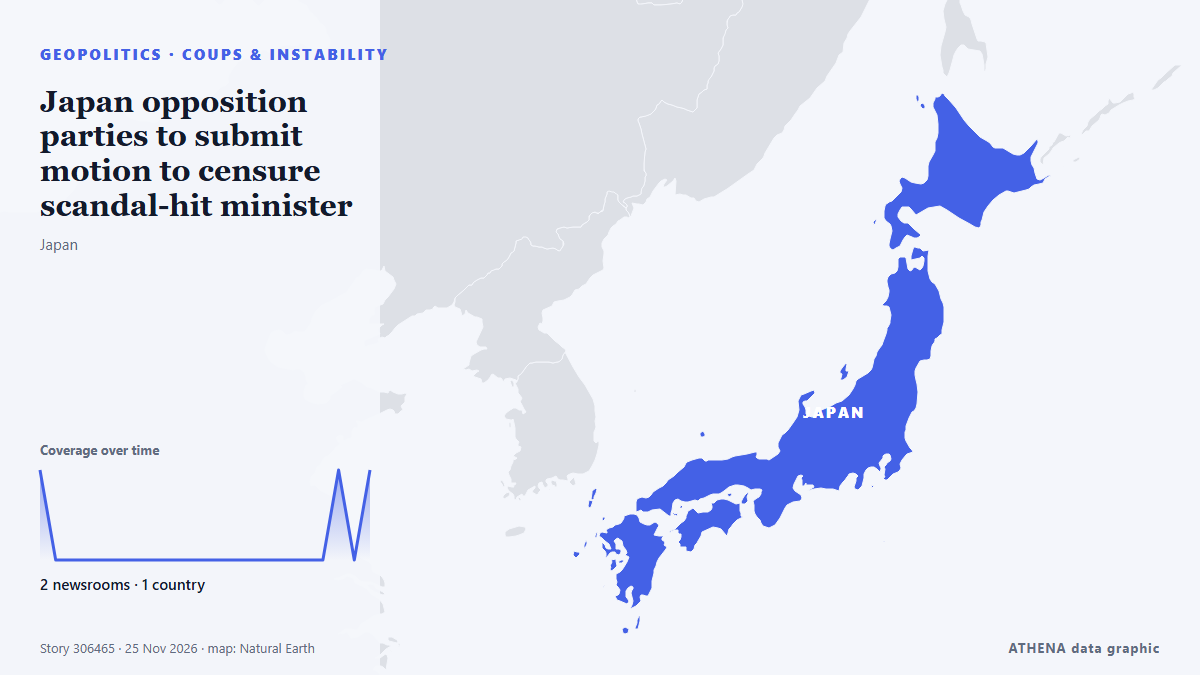 GEOPOLITICS · COUPS & INSTABILITY
Japan opposition
parties to submit
motion to censure
scandal-hit minister
Japan
JAPAN
Coverage over time
2 newsrooms · 1 country
Story 306465 · 25 Nov 2026 · map: Natural Earth
ATHENA data graphic